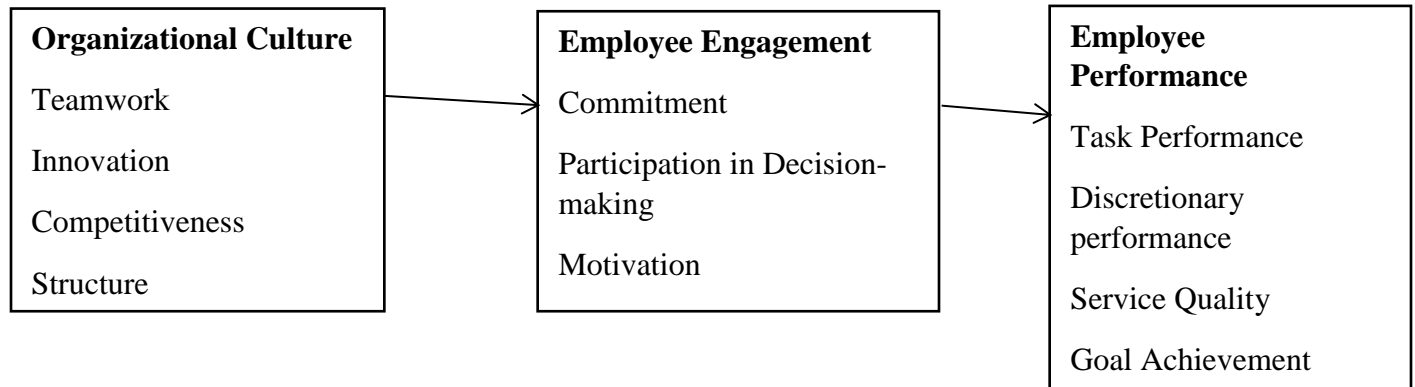 Organizational Culture
Teamwork
Innovation
Competitiveness
Structure
Employee Engagement
Commitment
Participation in Decision-
making
Motivation
Employee
Performance
Task Performance
Discretionary
performance
Service Quality
Goal Achievement